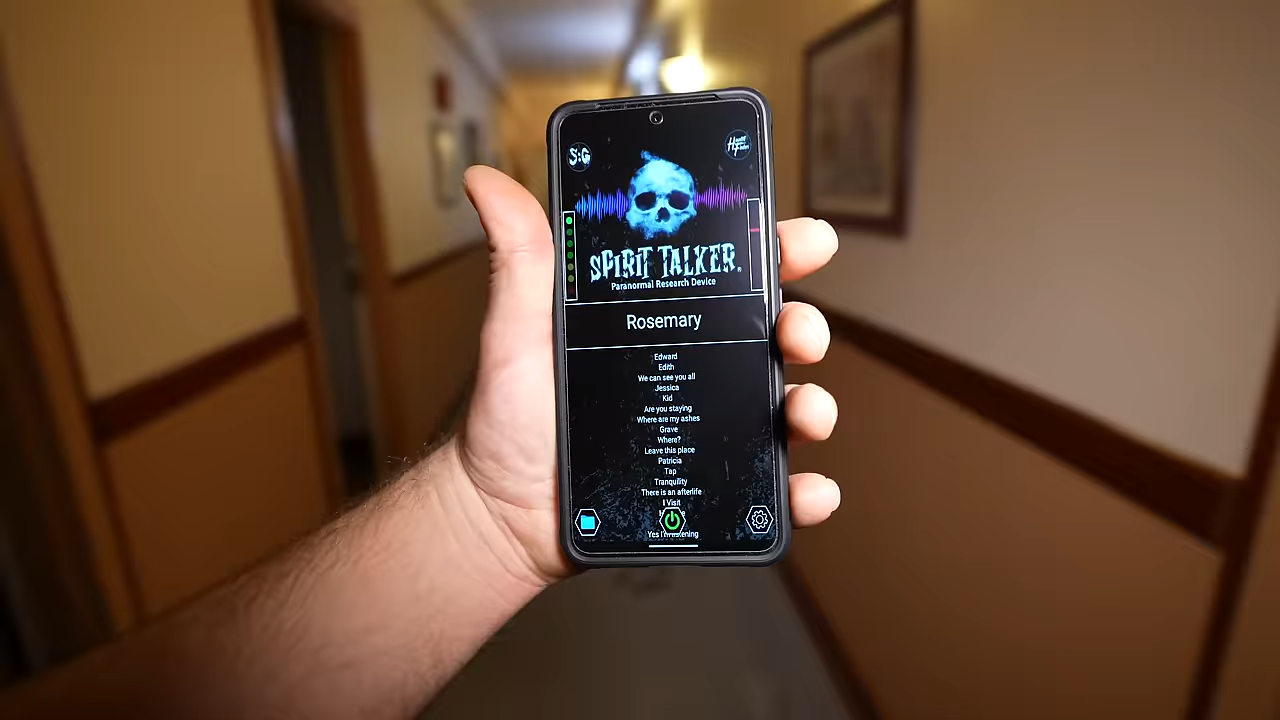 S:G
SPIRIT TALKER
Paranormal Research Device
Rosemary
Edward
Edith
We can see you all
Jessica
Kid
Are you staying
Where are my ashes
Grave
Where?
Leave this place
Patricia
Tap
Tranquility
There is an afterlife
I Visit
Yes I'm listening